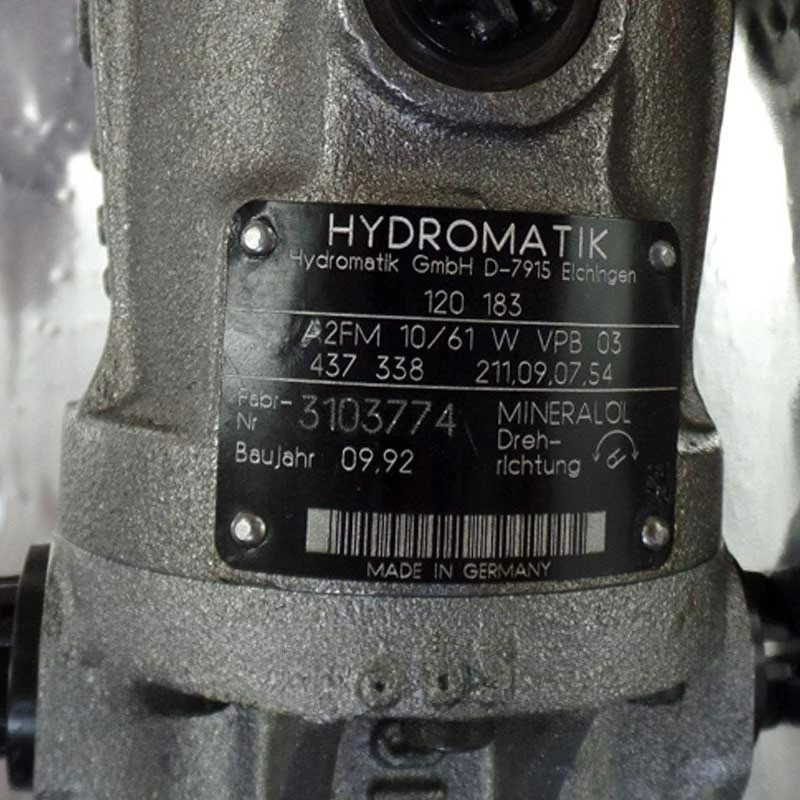 HYDROMATIK
Hydromatik GmbH D-7915 Elchingen
120 183
A2FM 10/61 W VPB 03
437 338 211.09.07.54
Fabr-Nr 3103774 MINERALÖL
Baujahr 09.92 Dreh-richtung
MADE IN GERMANY